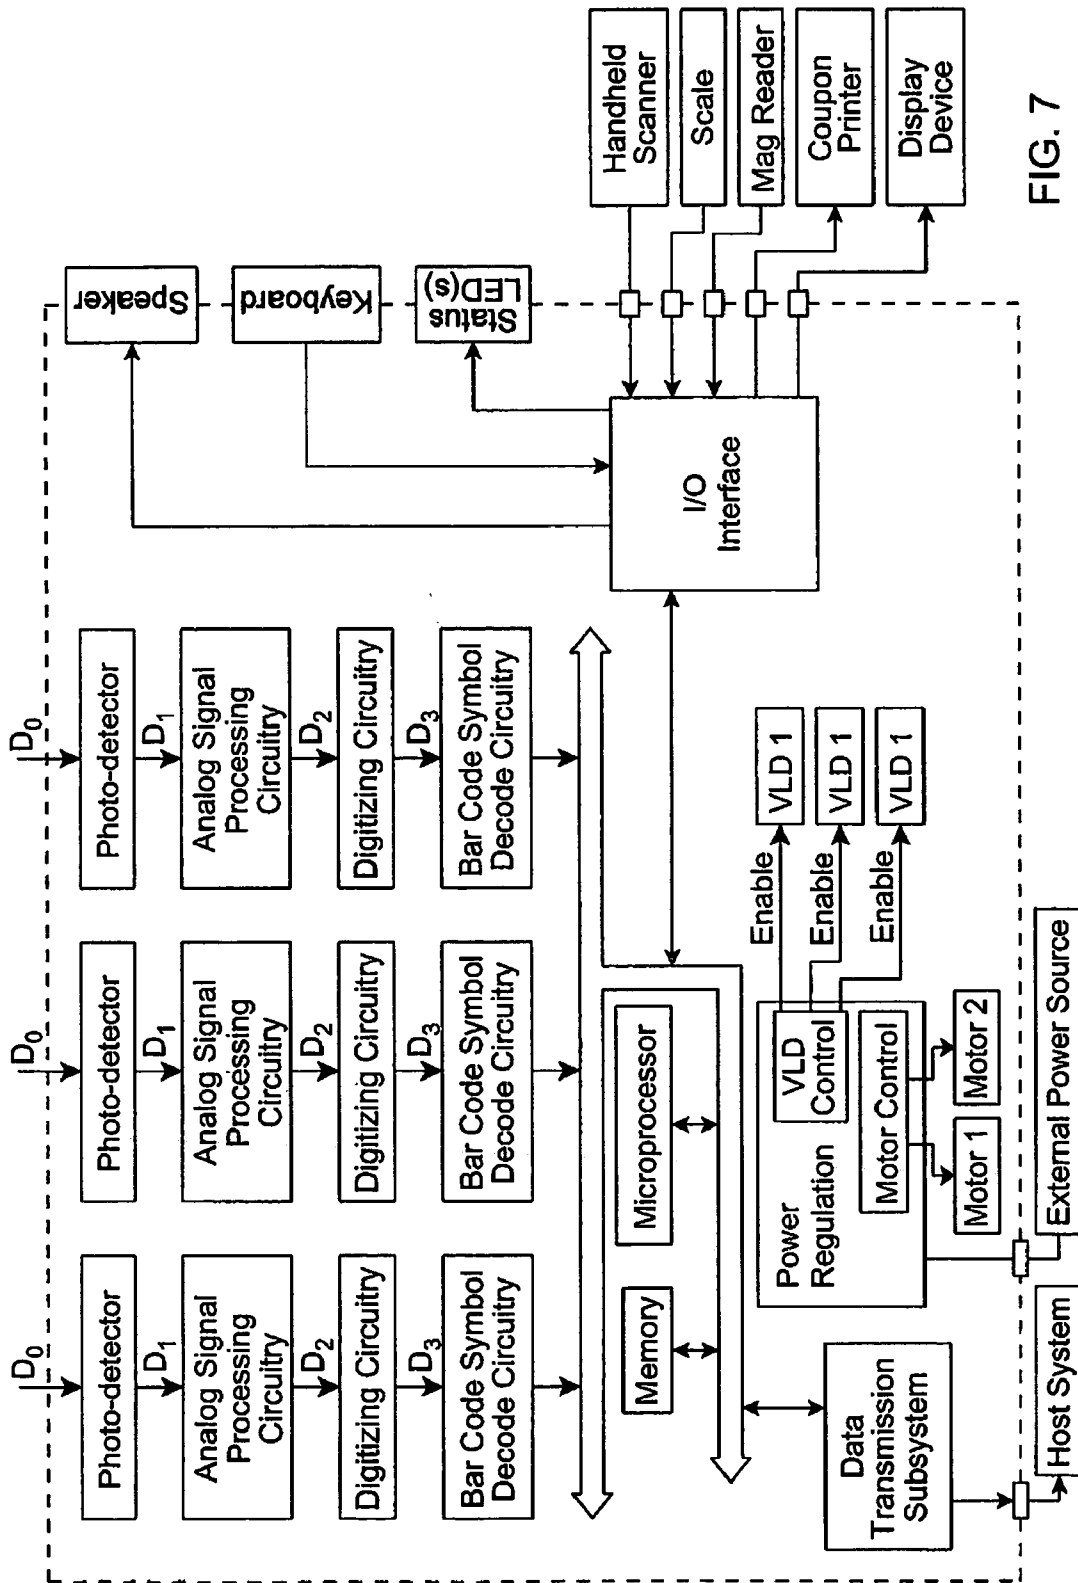 D0
Photo-detector
D1
Analog Signal
Processing
Circuitry
D2
Digitizing Circuitry
D3
Bar Code Symbol
Decode Circuitry
D0
Photo-detector
D1
Analog Signal
Processing
Circuitry
D2
Digitizing Circuitry
D3
Bar Code Symbol
Decode Circuitry
D0
Photo-detector
D1
Analog Signal
Processing
Circuitry
D2
Digitizing Circuitry
D3
Bar Code Symbol
Decode Circuitry
Speaker
Keyboard
Status
LED(s)
Memory
Microprocessor
I/O
Interface
Handheld
Scanner
Scale
Mag Reader
Coupon
Printer
Display
Device
Data
Transmission
Subsystem
Power
Regulation
VLD
Control
Motor Control
Enable
VLD 1
Enable
VLD 1
Enable
VLD 1
Motor 1
Motor 2
Host System
External Power Source
FIG. 7